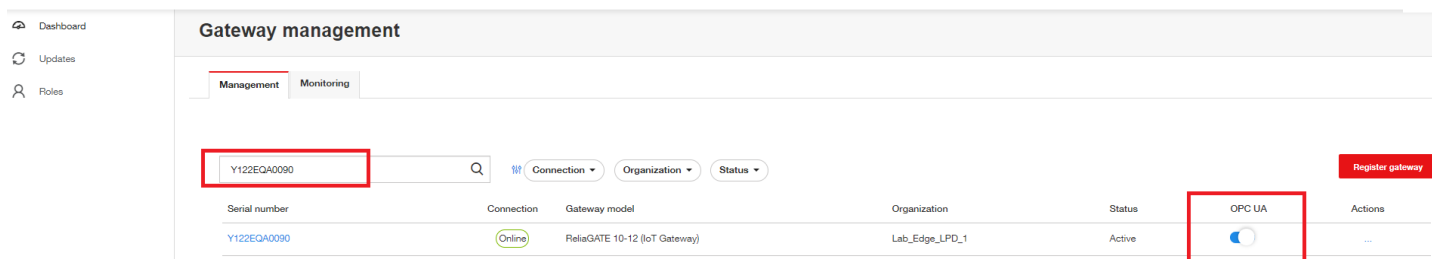 Dashboard
Gateway management
Updates
Roles
Management
Monitoring
Y122EQA0090
Connection
Organization
Status
Register gateway
Serial number Connection Gateway model Organization Status OPC UA Actions
Y122EQA0090 Online ReliaGATE 10-12 (IoT Gateway) Lab_Edge_LPD_1 Active ...